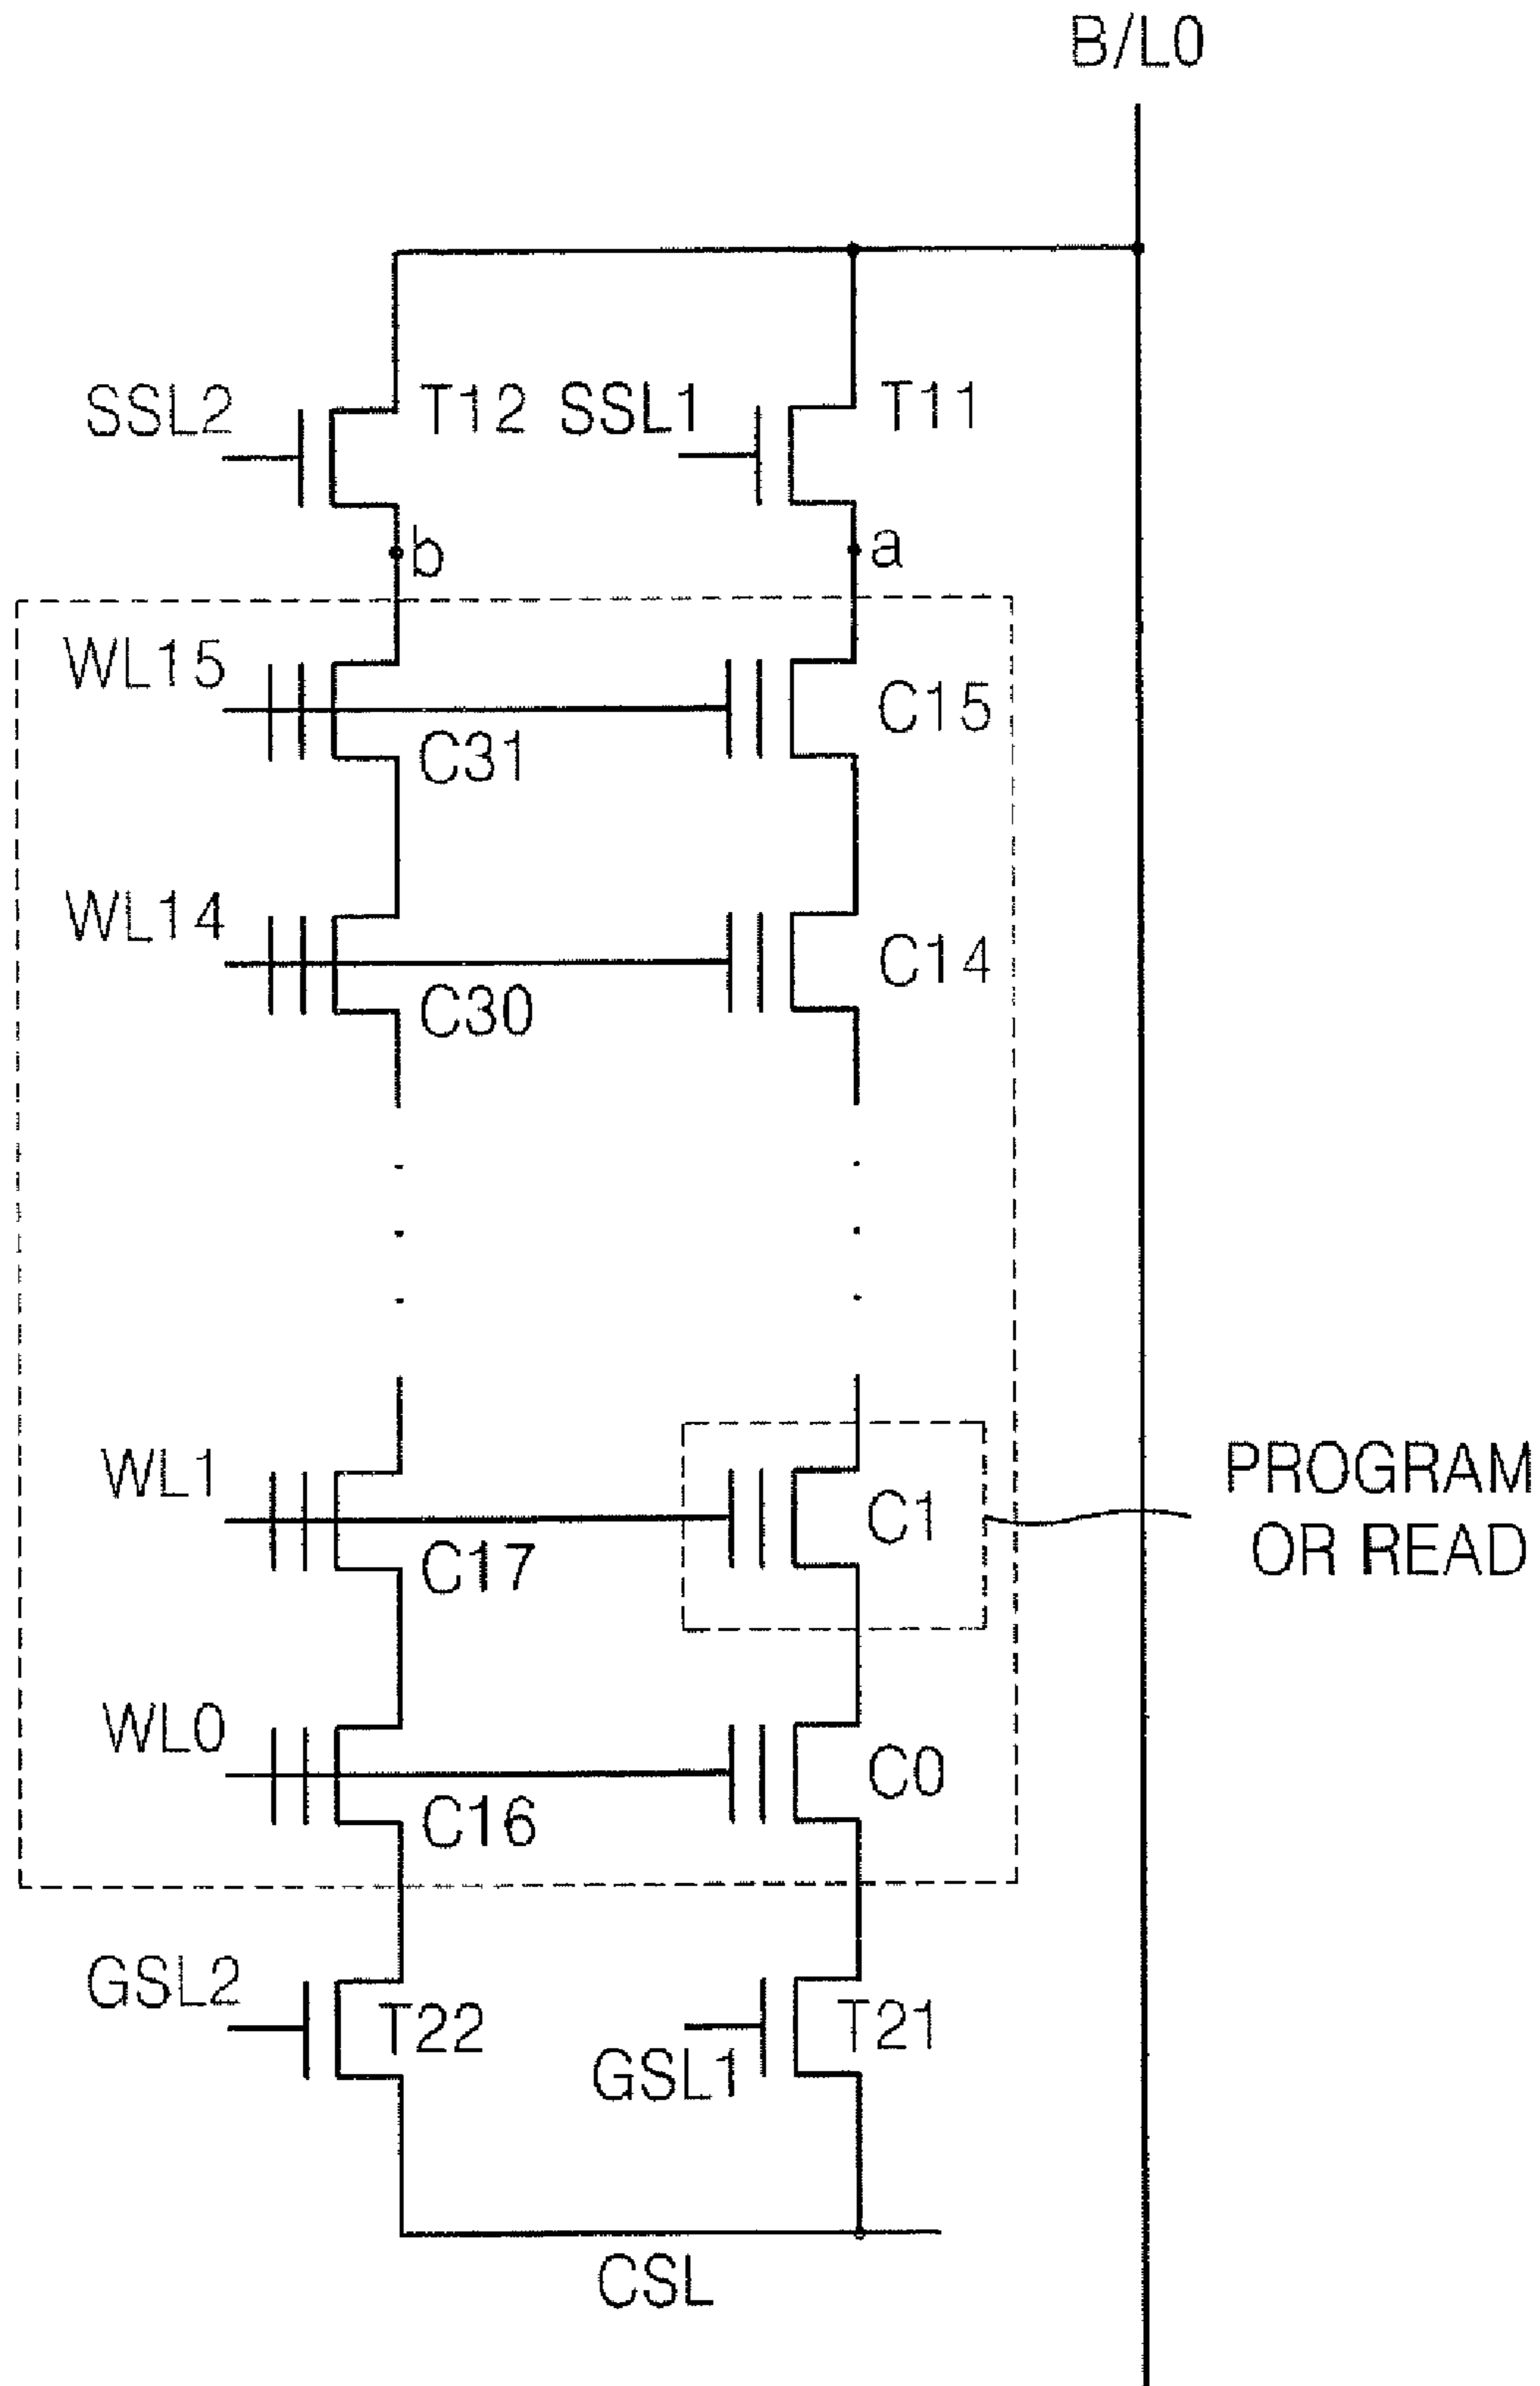 B/L0
SSL2
T12
SSL1
T11
b
a
WL15
C31
C15
WL14
C30
C14
WL1
C17
C1
PROGRAM
OR READ
WL0
C16
C0
GSL2
T22
GSL1
T21
CSL